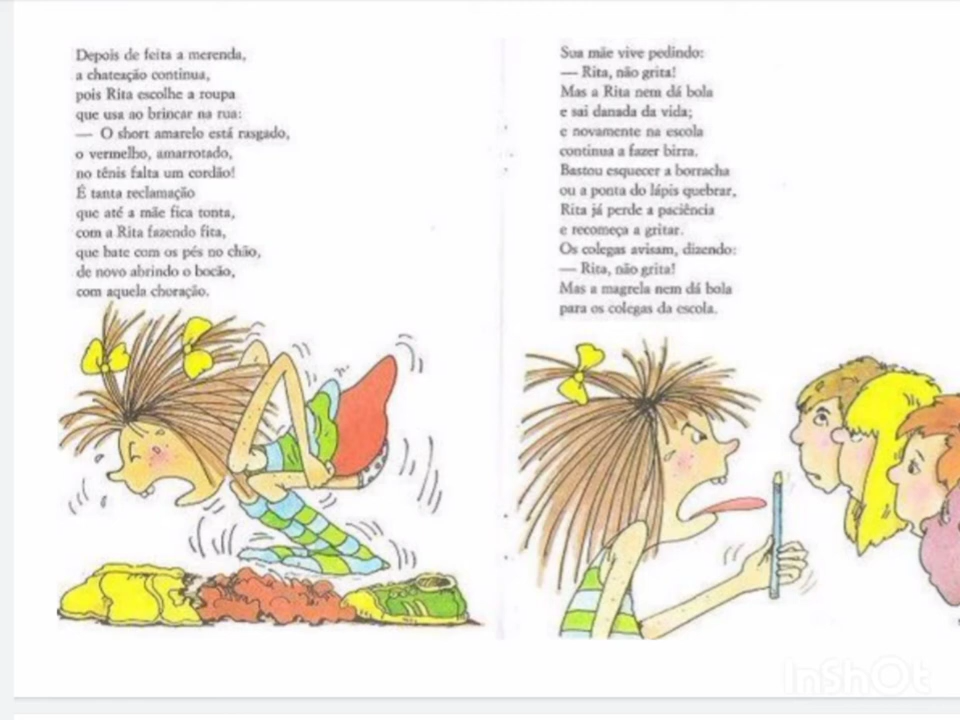 Depois de feita a merenda,
a chateação continua,
pois Rita escolhe a roupa
que usa ao brincar na rua:
— O short amarelo está rasgado,
o vermelho, amarrotado,
no tênis falta um cordão!
É tanta reclamação
que até a mãe fica tonta,
com a Rita fazendo fita,
que bate com os pés no chão,
de novo abrindo o bocão,
com aquela choração.
Sua mãe vive pedindo:
— Rita, não grita!
Mas a Rita nem dá bola
e sai danada da vida;
e novamente na escola
continua a fazer birra.
Bastou esquecer a borracha
ou a ponta do lápis quebrar,
Rita já perde a paciência
e recomeça a gritar.
Os colegas avisam, dizendo:
— Rita, não grita!
Mas a magrela nem dá bola
para os colegas da escola.
InShOt